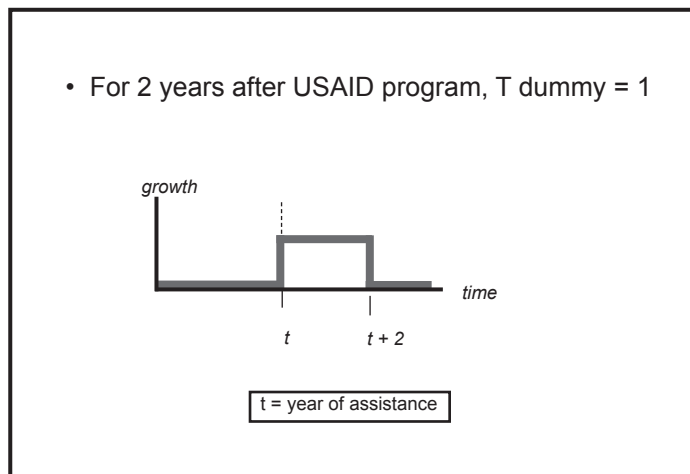 • For 2 years after USAID program, T dummy = 1
growth
time
t
t + 2
t = year of assistance